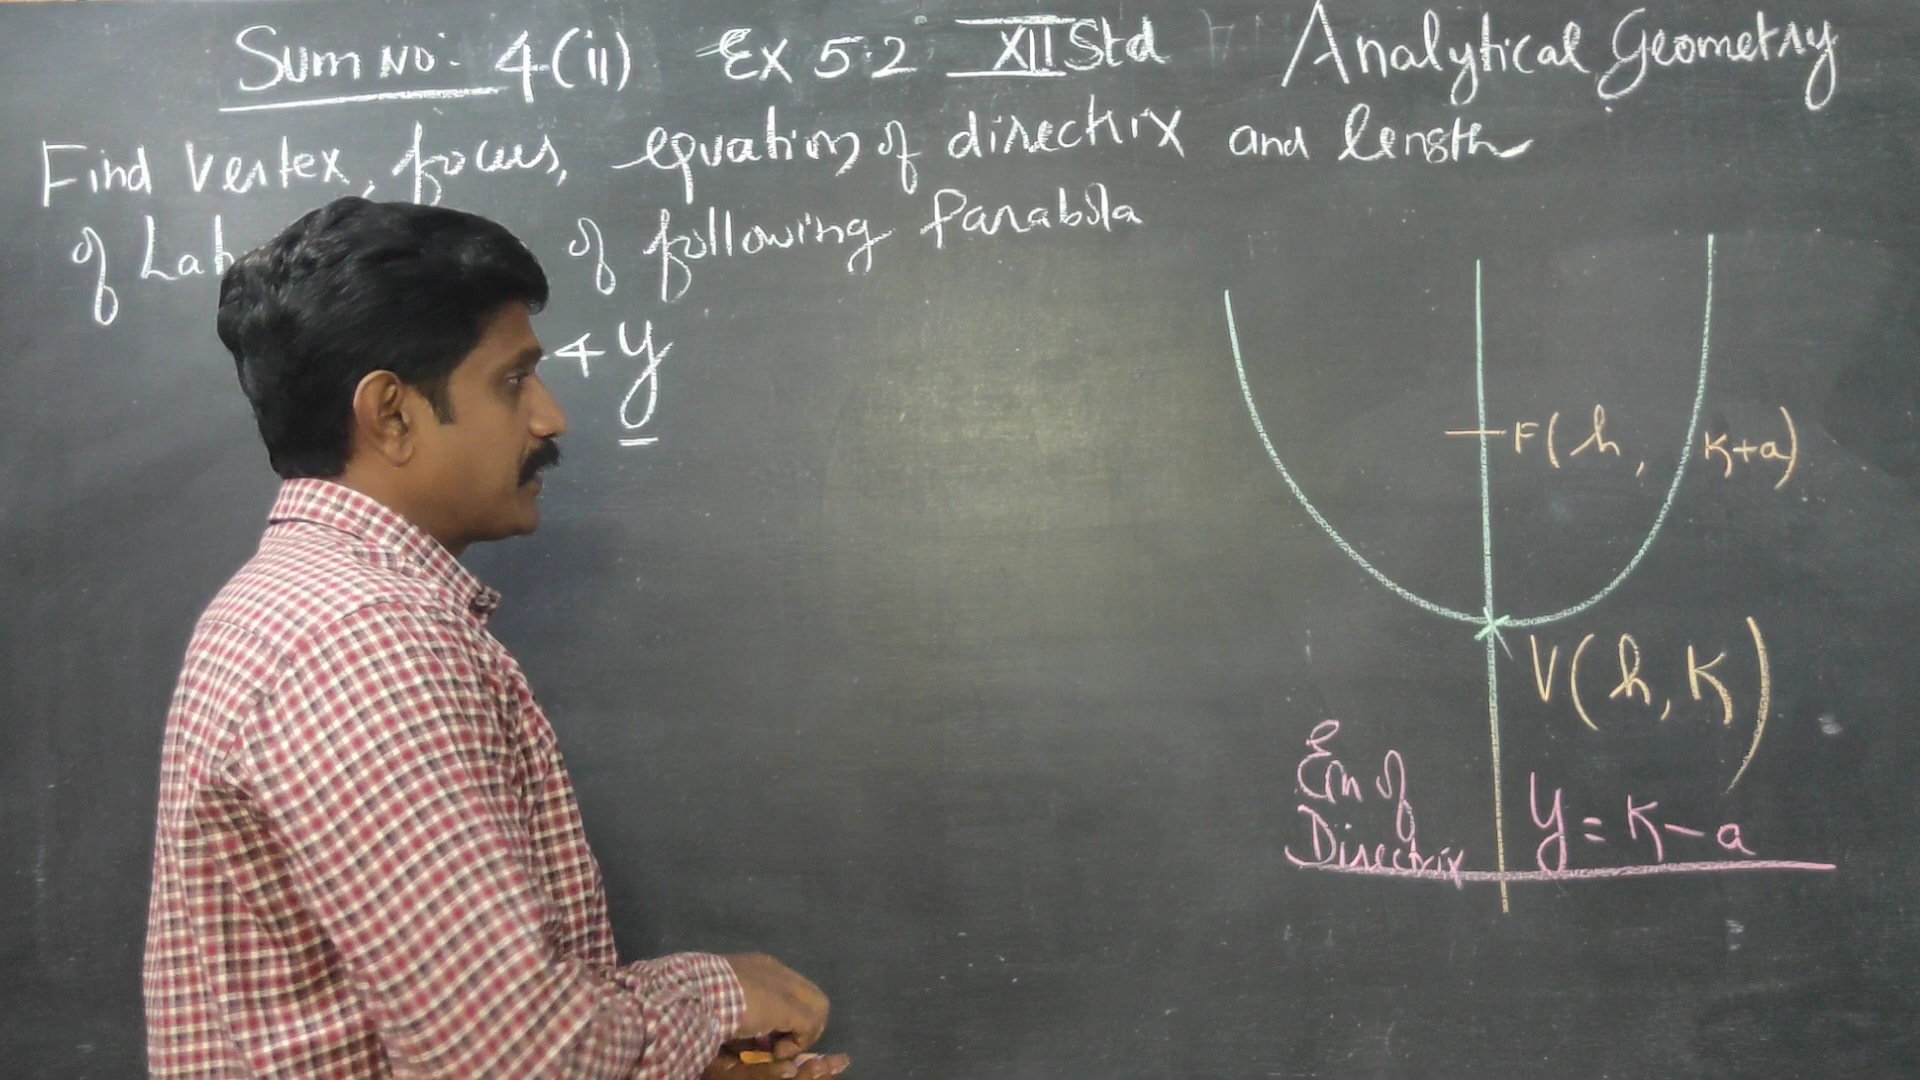 Sum No: 4(ii) Ex 5.2 XII Std Analytical Geometry
Find Vertex, focus, equation of directrix and length
of of following Parabola
4y
F(h, K+a)
V(h, K)
Eqn of
Directrix y = K - a